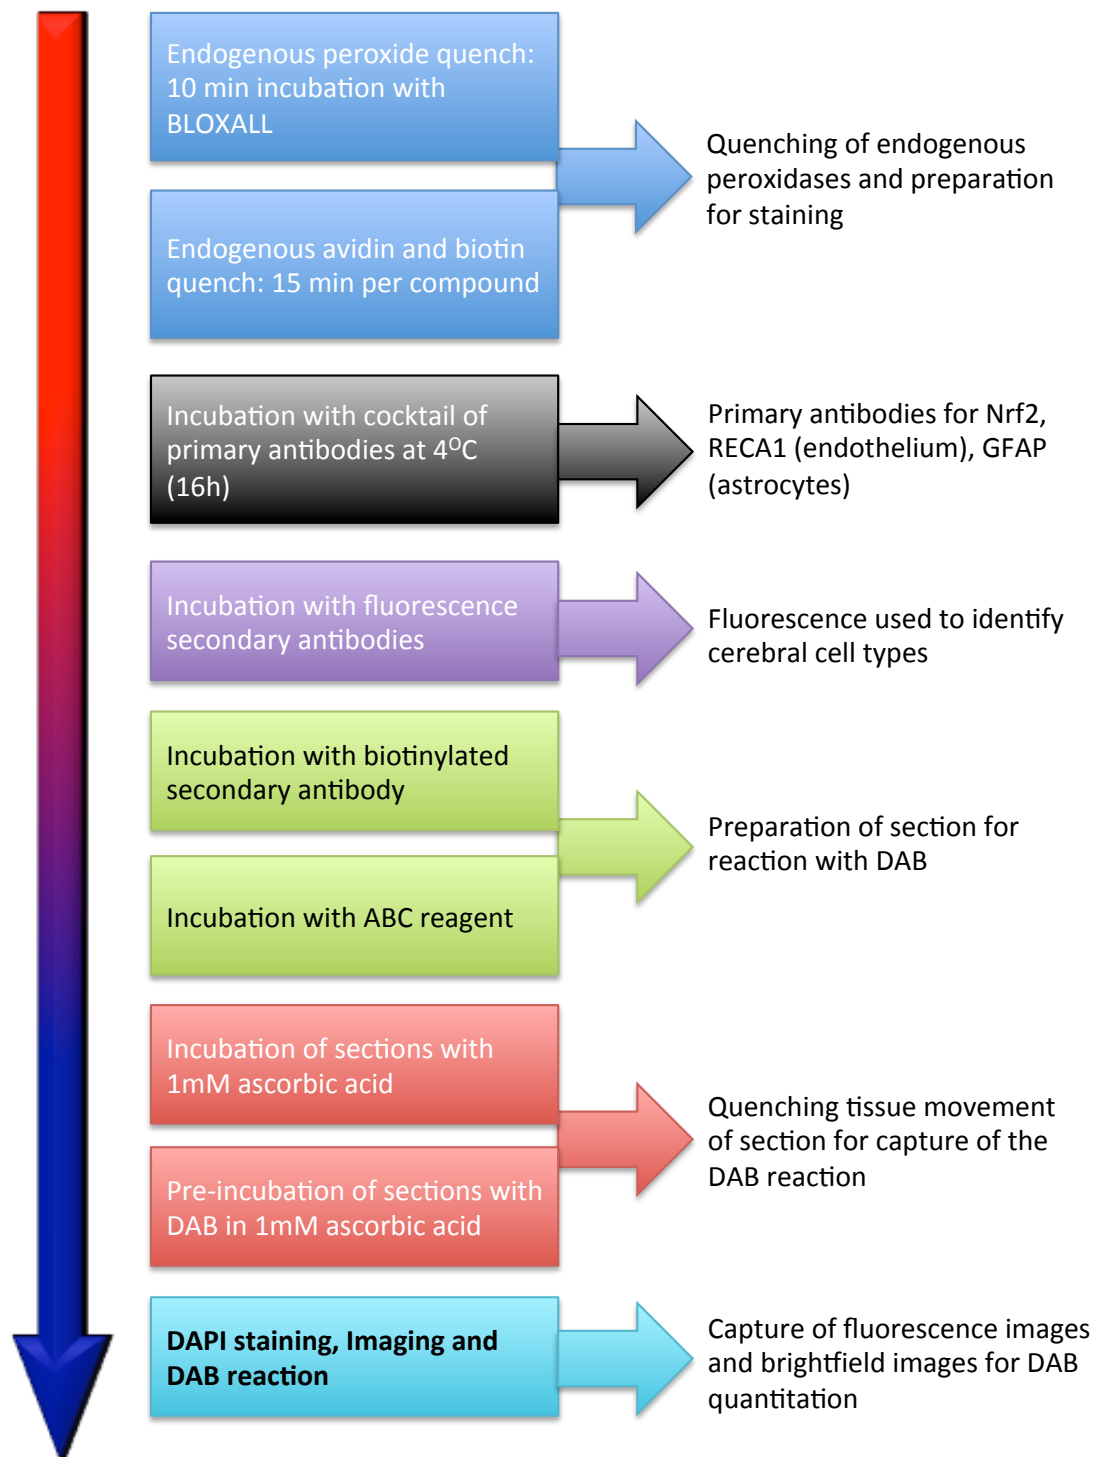 Endogenous peroxide quench:
10 min incubation with
BLOXALL
Quenching of endogenous
peroxidases and preparation
for staining
Endogenous avidin and biotin
quench: 15 min per compound
Incubation with cocktail of
primary antibodies at 4ᴼC
(16h)
Primary antibodies for Nrf2,
RECA1 (endothelium), GFAP
(astrocytes)
Incubation with fluorescence
secondary antibodies
Fluorescence used to identify
cerebral cell types
Incubation with biotinylated
secondary antibody
Incubation with ABC reagent
Preparation of section for
reaction with DAB
Incubation of sections with
1mM ascorbic acid
Pre-incubation of sections with
DAB in 1mM ascorbic acid
Quenching tissue movement
of section for capture of the
DAB reaction
DAPI staining, Imaging and
DAB reaction
Capture of fluorescence images
and brightfield images for DAB
quantitation